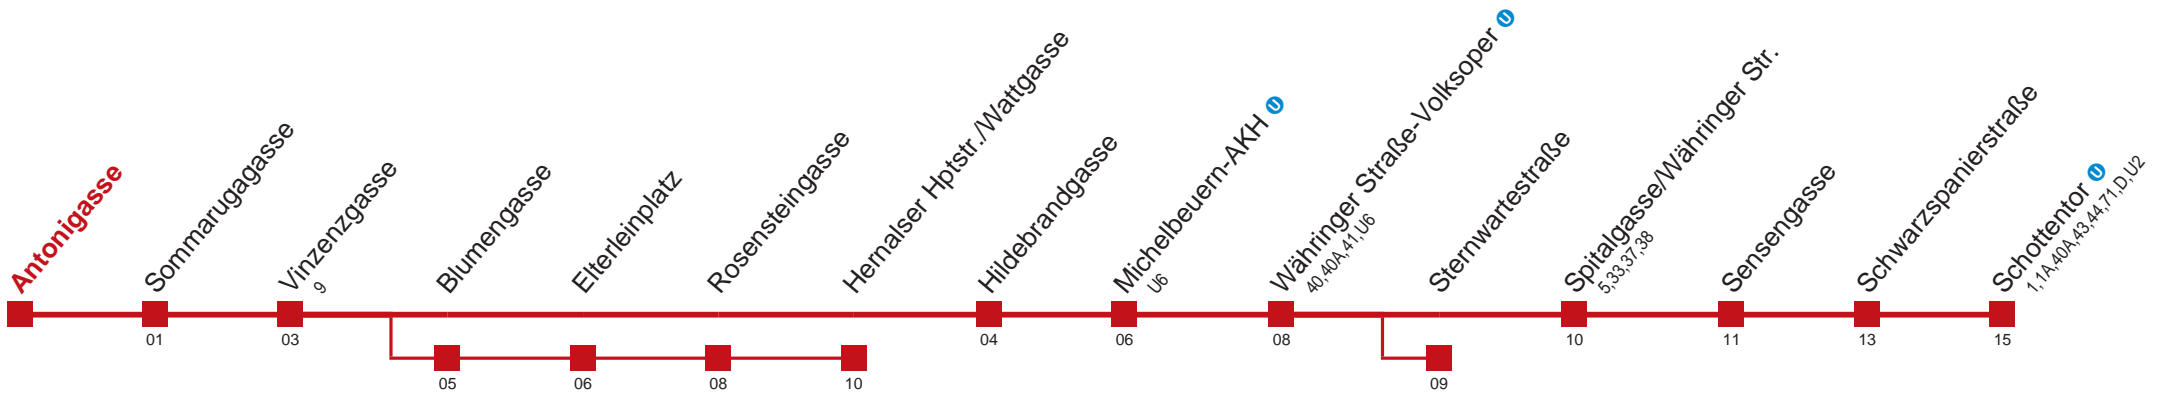 Antonigasse
Sommarugagasse
01
Vinzenzgasse
9
03
Blumengasse
05
Elterleinplatz
06
Rosensteingasse
08
Hernalser Hptstr./Wattgasse
10
Hildebrandgasse
04
Michelbeuern-AKH U
U6
06
Währinger Straße-Volksoper U
40,40A,41,U6
08
Sternwartestraße
09
Spitalgasse/Währinger Str.
5,33,37,38
10
Sensengasse
11
Schwarzspanierstraße
13
Schottentor U
1,1A,40A,43,44,71,D,U2
15